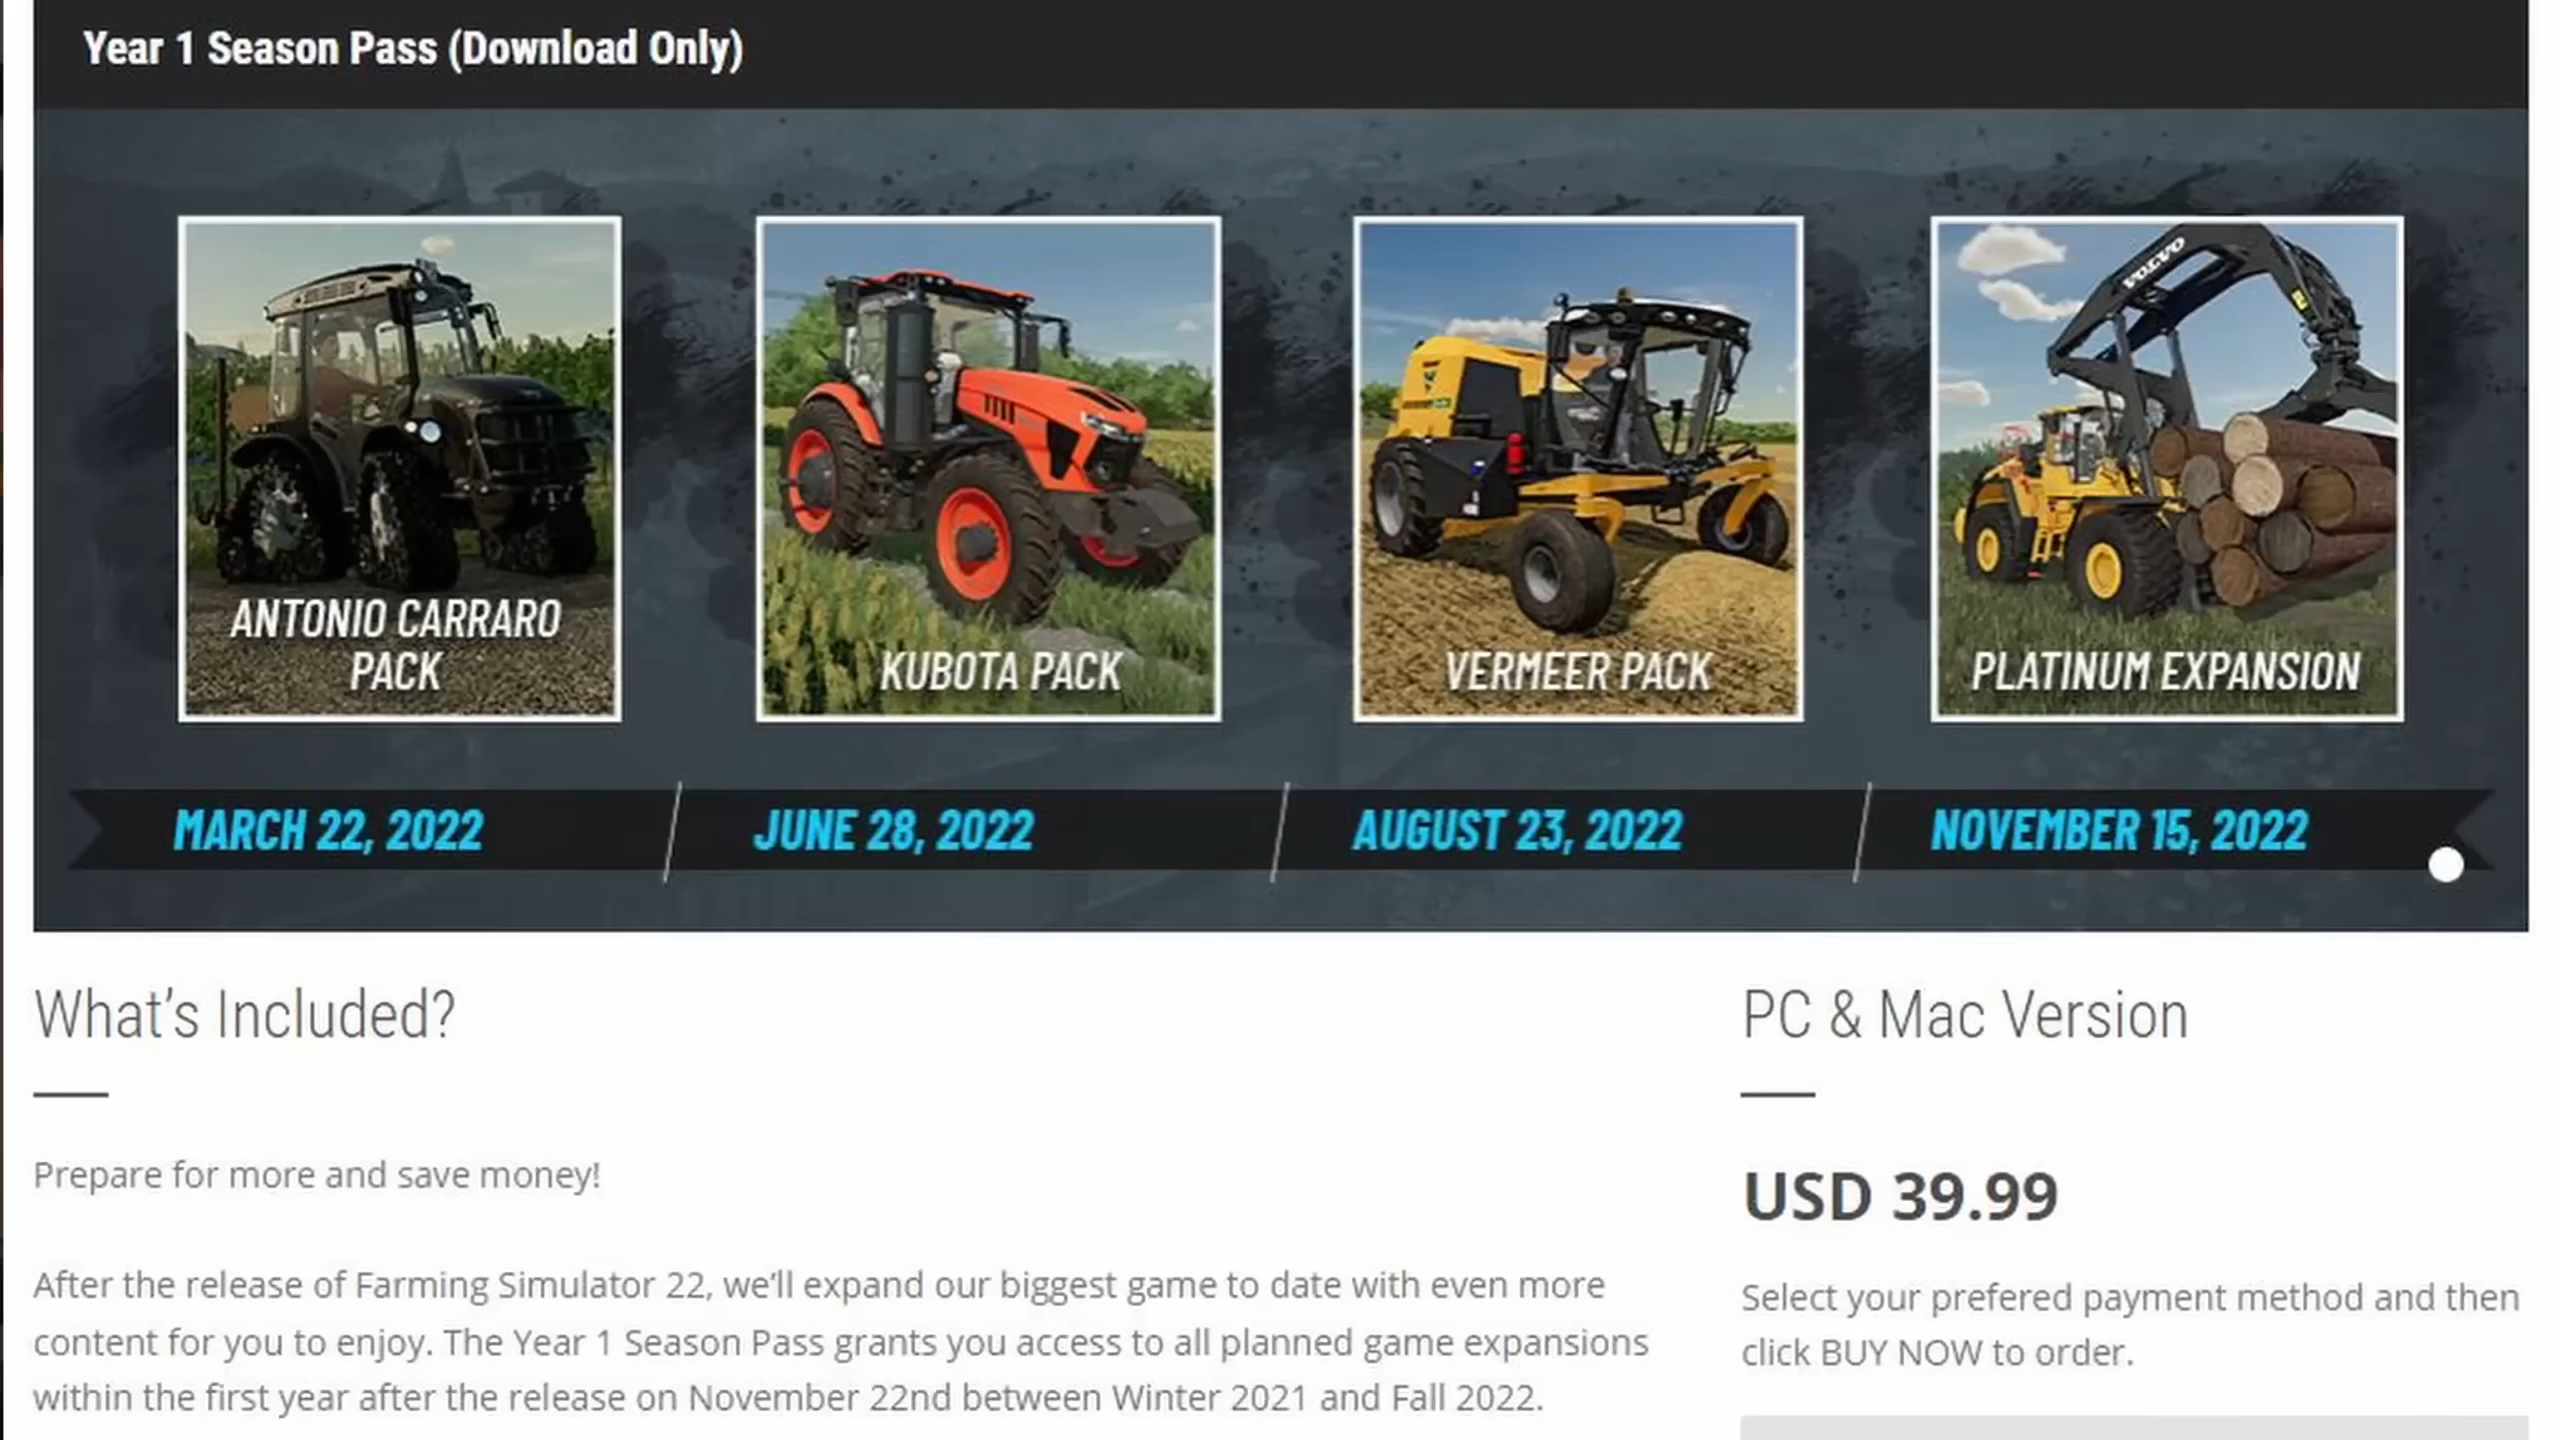 Year 1 Season Pass (Download Only)
VOLVO
ANTONIO CARRARO
PACK
KUBOTA PACK
VERMEER PACK
PLATINUM EXPANSION
MARCH 22, 2022
JUNE 28, 2022
AUGUST 23, 2022
NOVEMBER 15, 2022
What's Included?
Prepare for more and save money!
After the release of Farming Simulator 22, we'll expand our biggest game to date with even more
content for you to enjoy. The Year 1 Season Pass grants you access to all planned game expansions
within the first year after the release on November 22nd between Winter 2021 and Fall 2022.
PC & Mac Version
USD 39.99
Select your prefered payment method and then
click BUY NOW to order.